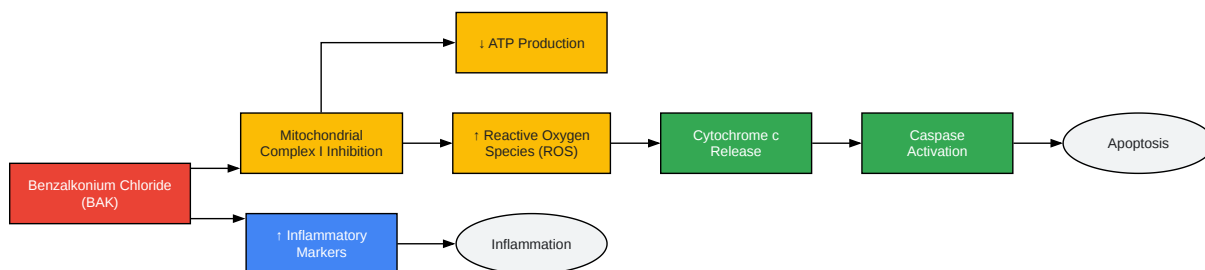 ↓ ATP Production
Mitochondrial
Complex I Inhibition
↑ Reactive Oxygen
Species (ROS)
Cytochrome c
Release
Caspase
Activation
Apoptosis
Benzalkonium Chloride
(BAK)
↑ Inflammatory
Markers
Inflammation